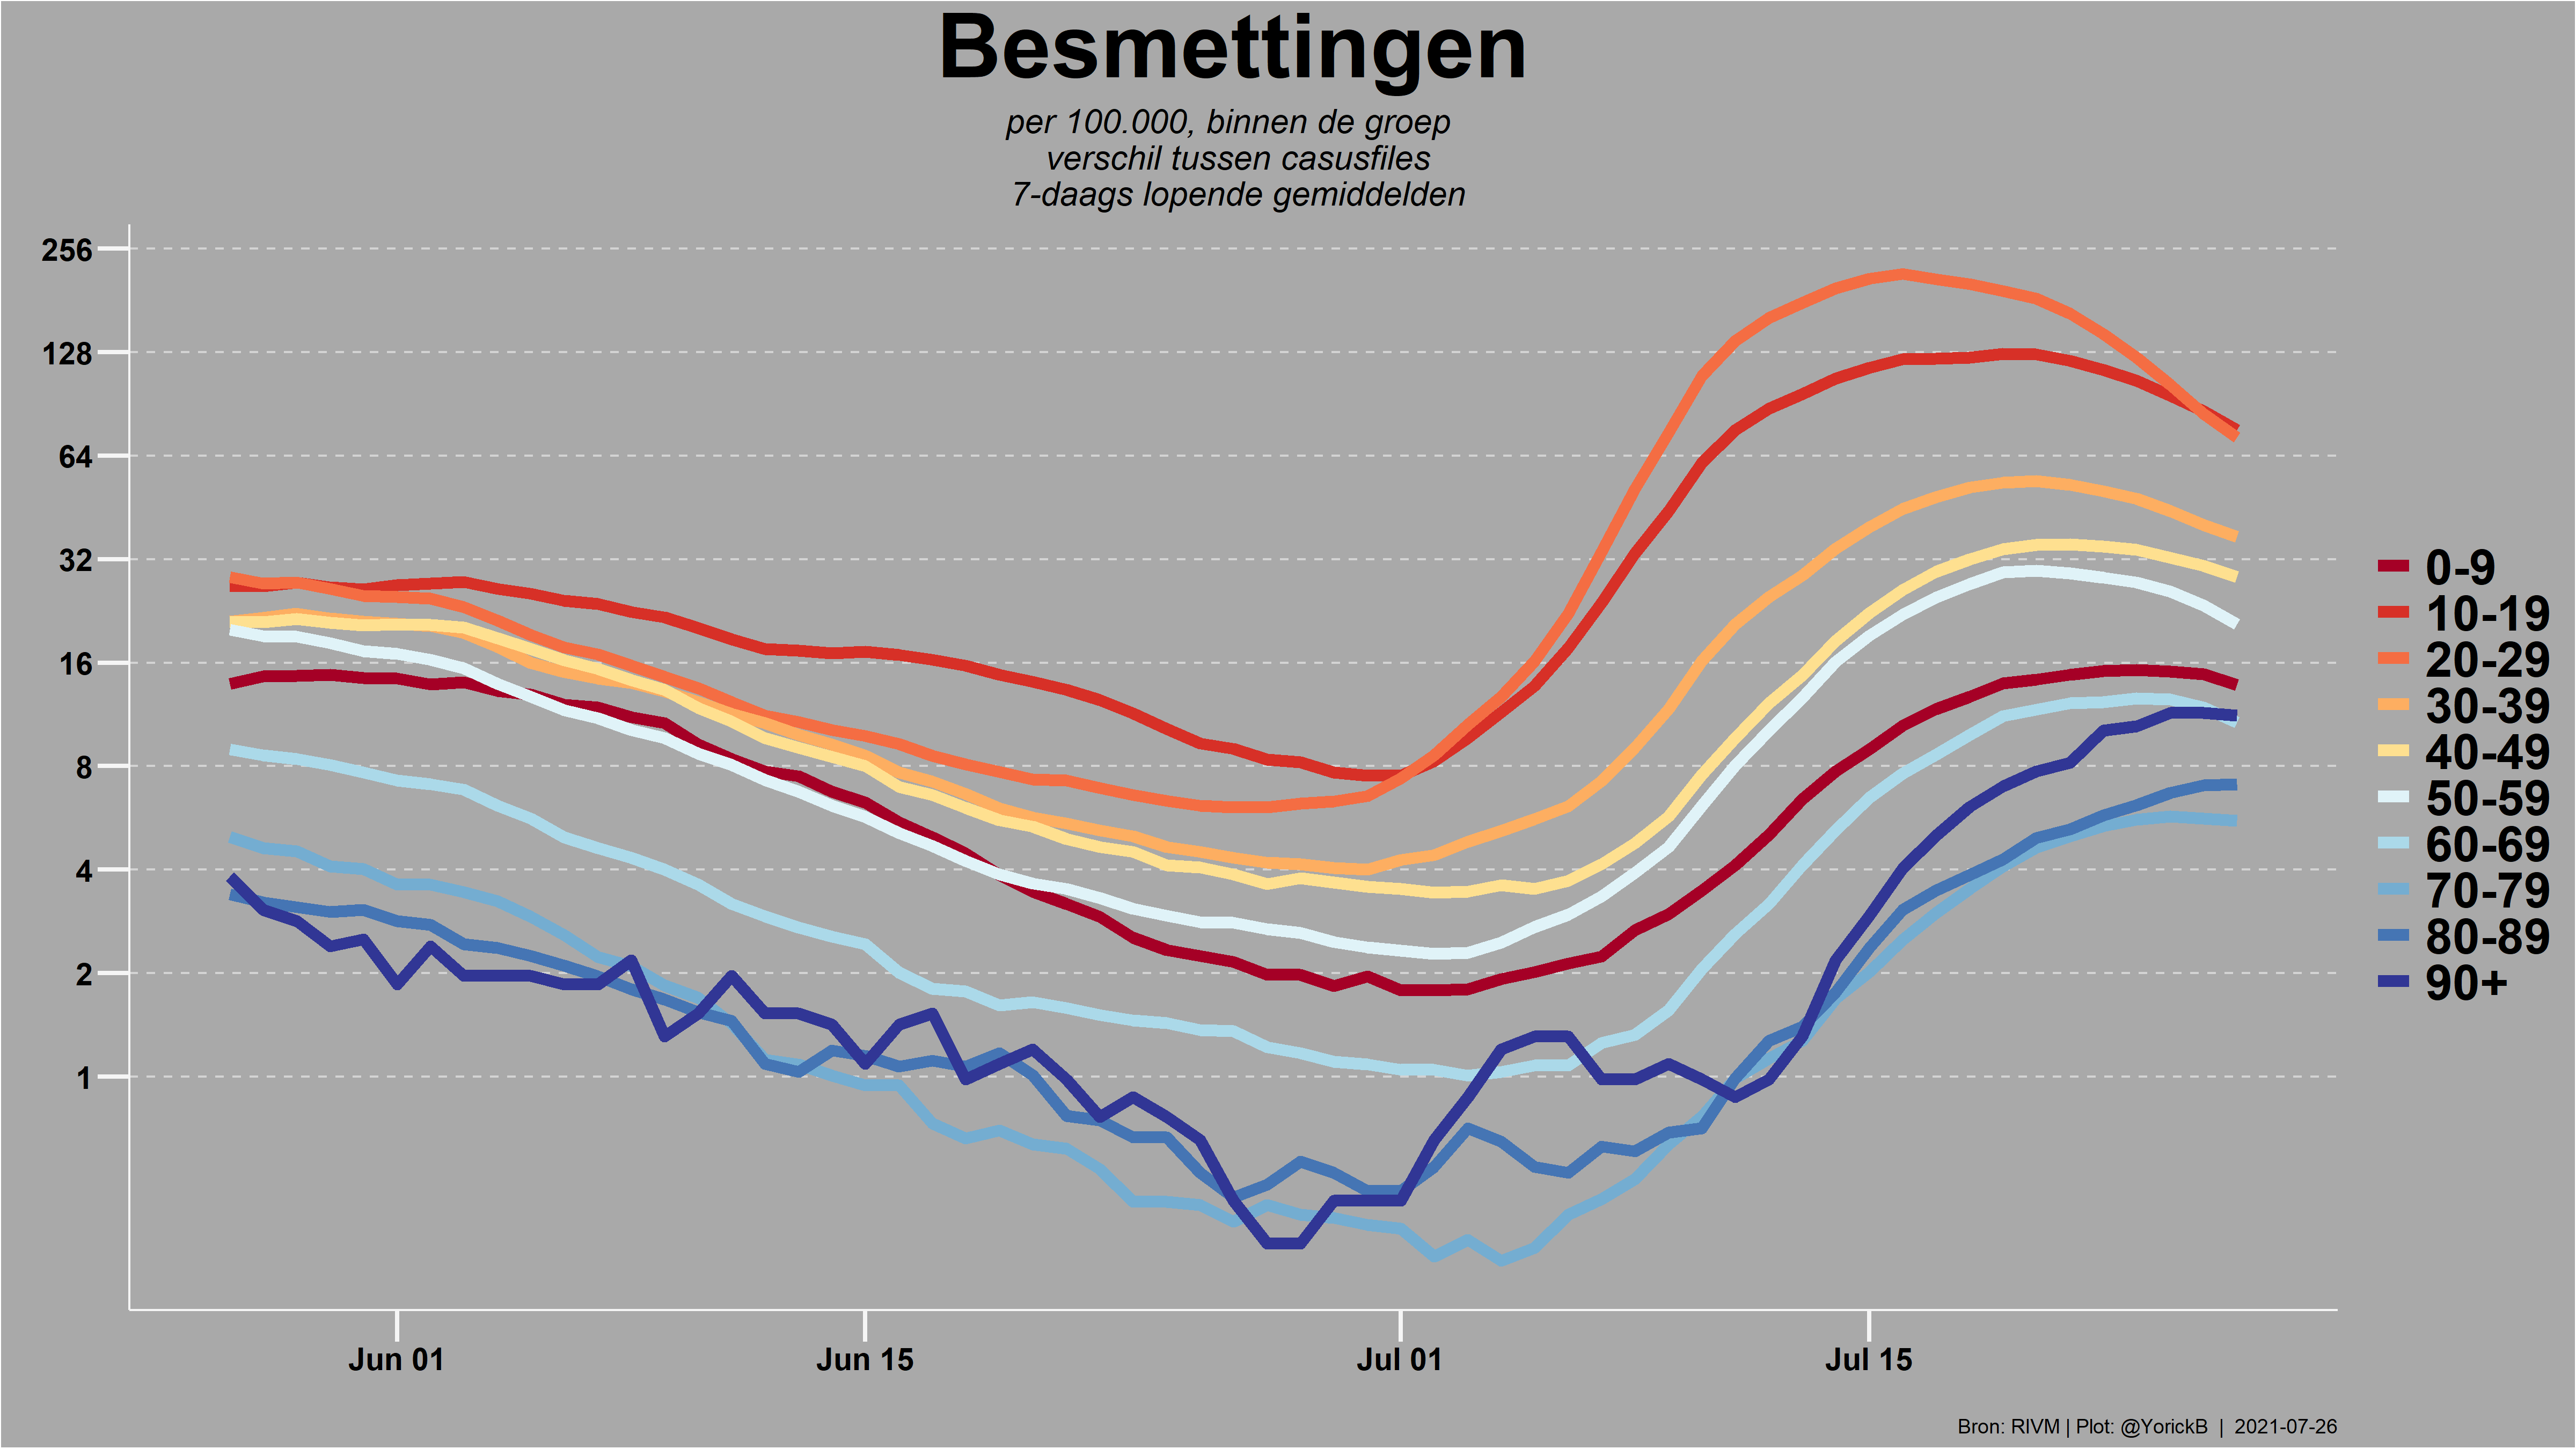 Besmettingen
per 100.000, binnen de groep
verschil tussen casusfiles
7-daags lopende gemiddelden
256
128
64
32
16
8
4
2
1
0-9
10-19
20-29
30-39
40-49
50-59
60-69
70-79
80-89
90+
Jun 01
Jun 15
Jul 01
Jul 15
Bron: RIVM | Plot: @YorickB | 2021-07-26